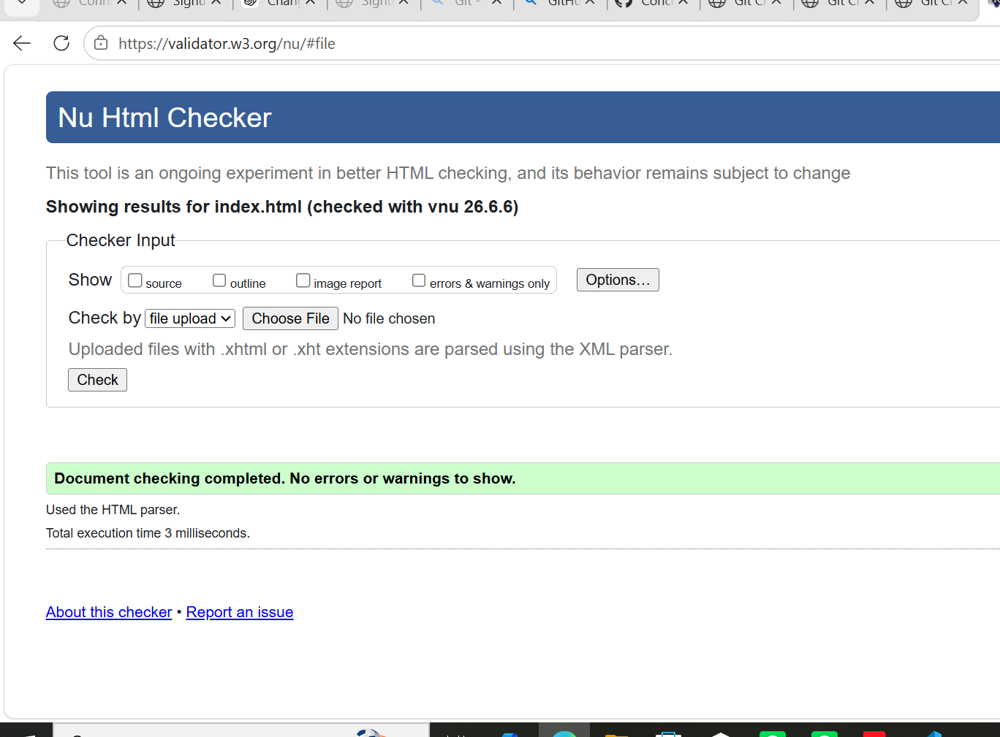 https://validator.w3.org/nu/#file
Nu Html Checker
This tool is an ongoing experiment in better HTML checking, and its behavior remains subject to change
Showing results for index.html (checked with vnu 26.6.6)
Checker Input
Show source outline image report errors & warnings only Options...
Check by file upload Choose File No file chosen
Uploaded files with .xhtml or .xht extensions are parsed using the XML parser.
Check
Document checking completed. No errors or warnings to show.
Used the HTML parser.
Total execution time 3 milliseconds.
About this checker • Report an issue